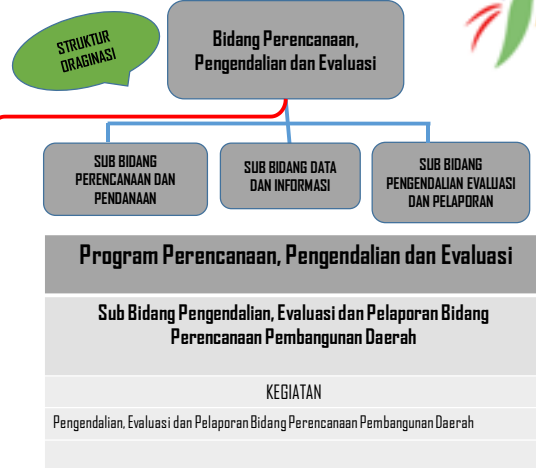 STRUKTUR
ORAGINASI
Bidang Perencanaan,
Pengendalian dan Evaluasi
SUB BIDANG
PERENCANAAN DAN
PENDANAAN
SUB BIDANG DATA
DAN INFORMASI
SUB BIDANG
PENGENDALIAN EVALUASI
DAN PELAPORAN
Program Perencanaan, Pengendalian dan Evaluasi
Sub Bidang Pengendalian, Evaluasi dan Pelaporan Bidang
Perencanaan Pembangunan Daerah
KEGIATAN
Pengendalian, Evaluasi dan Pelaporan Bidang Perencanaan Pembangunan Daerah